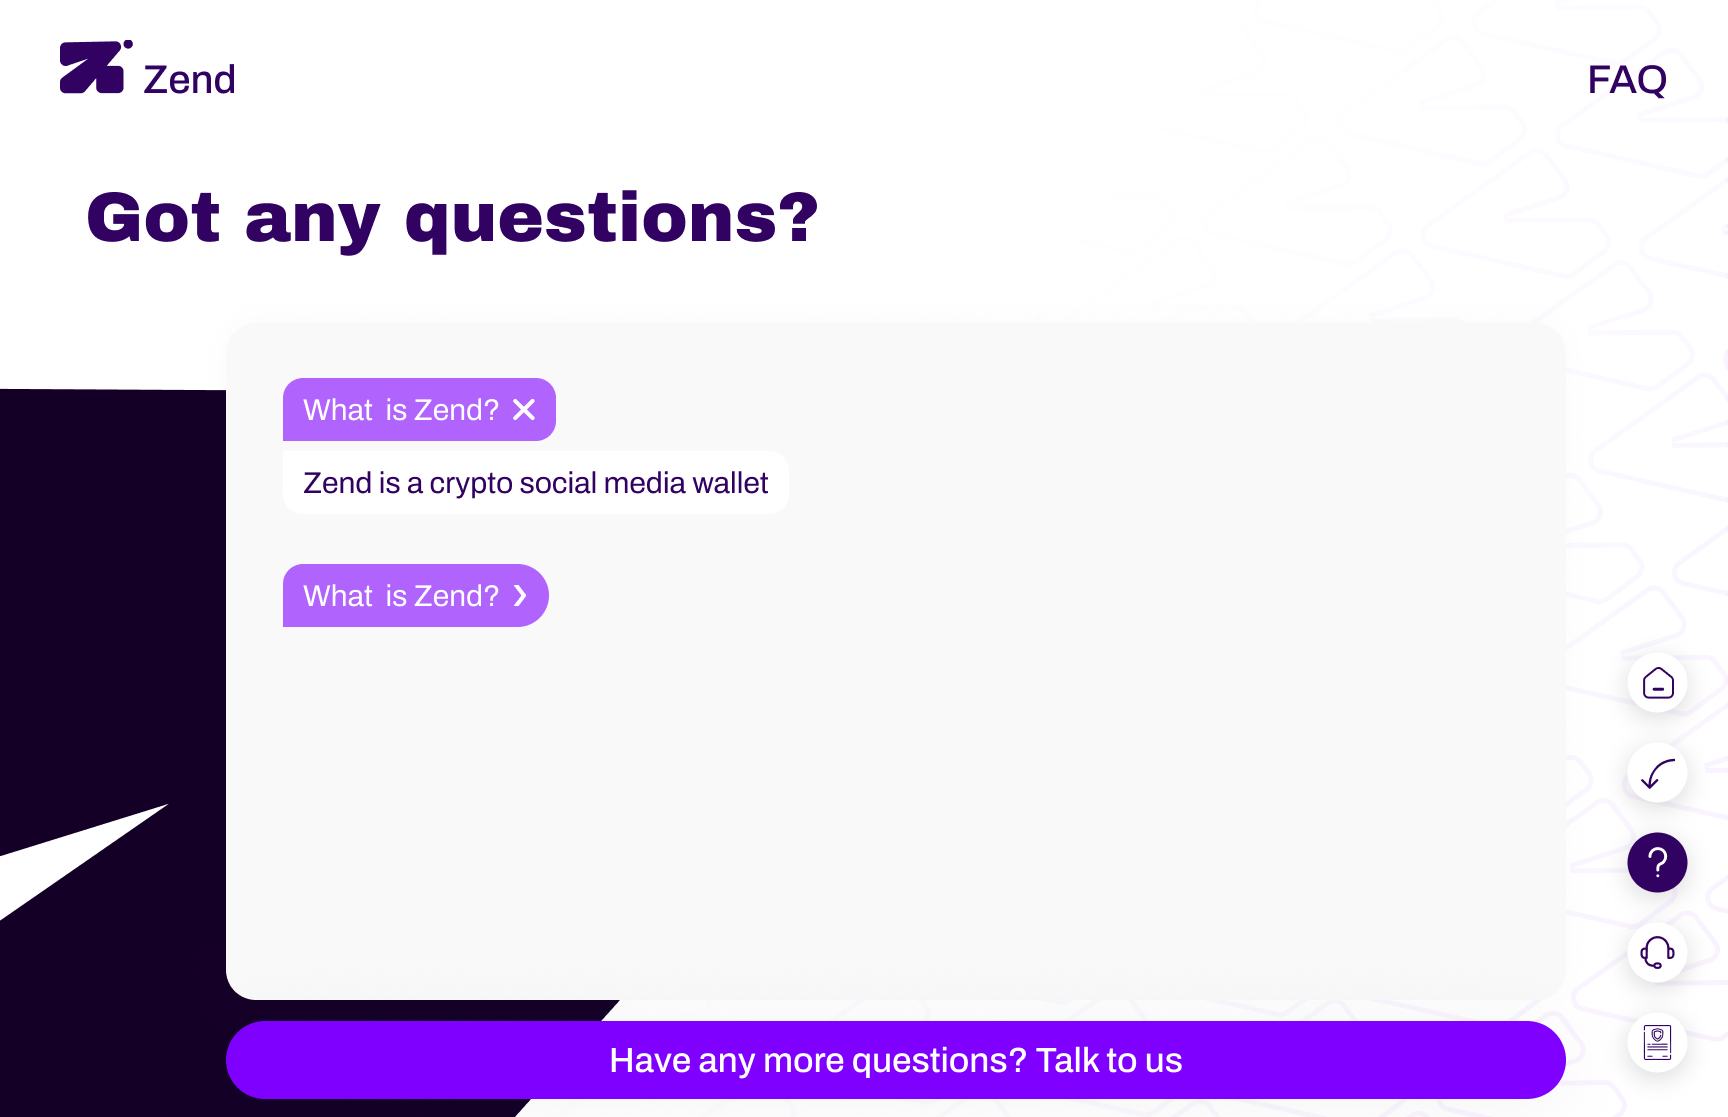 Zend
FAQ
Got any questions?
What is Zend?
Zend is a crypto social media wallet
What is Zend?
Have any more questions? Talk to us